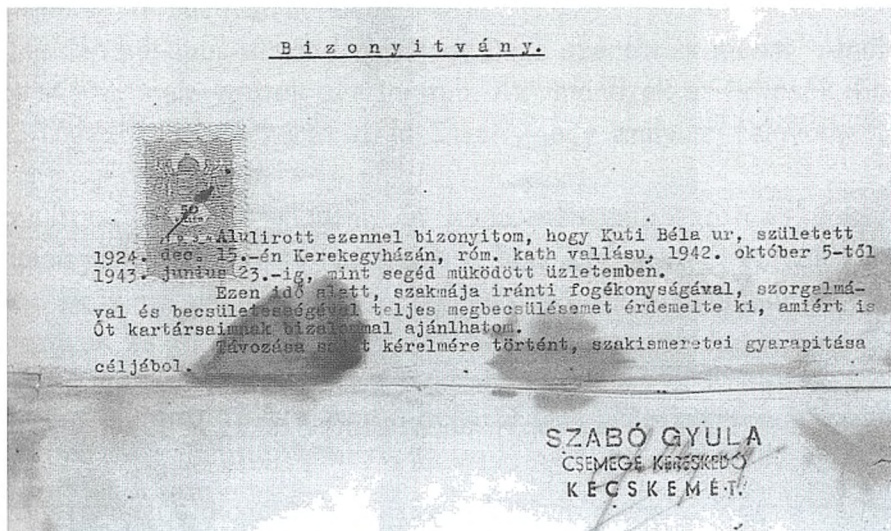 Bizonyitvány.
50
1934
Alulirott ezennel bizonyitom, hogy Kuti Béla ur, született
1924. dec. 15.-én Kerekegyházán, róm. kath vallásu, 1942. október 5-től
1943. junius 23.-ig, mint segéd müködött üzletemben.
Ezen idő alatt, szakmája iránti fogékonyságával, szorgalmá-
val és becsületességével teljes megbecsülésemet érdemelte ki, amiért is
Őt kartársaimnak bizalommal ajánlhatom.
Távozása saját kérelmére történt, szakismeretei gyarapitása
céljából.
SZABÓ GYULA
CSEMEGE KERESKEDŐ
KECSKEMÉT.